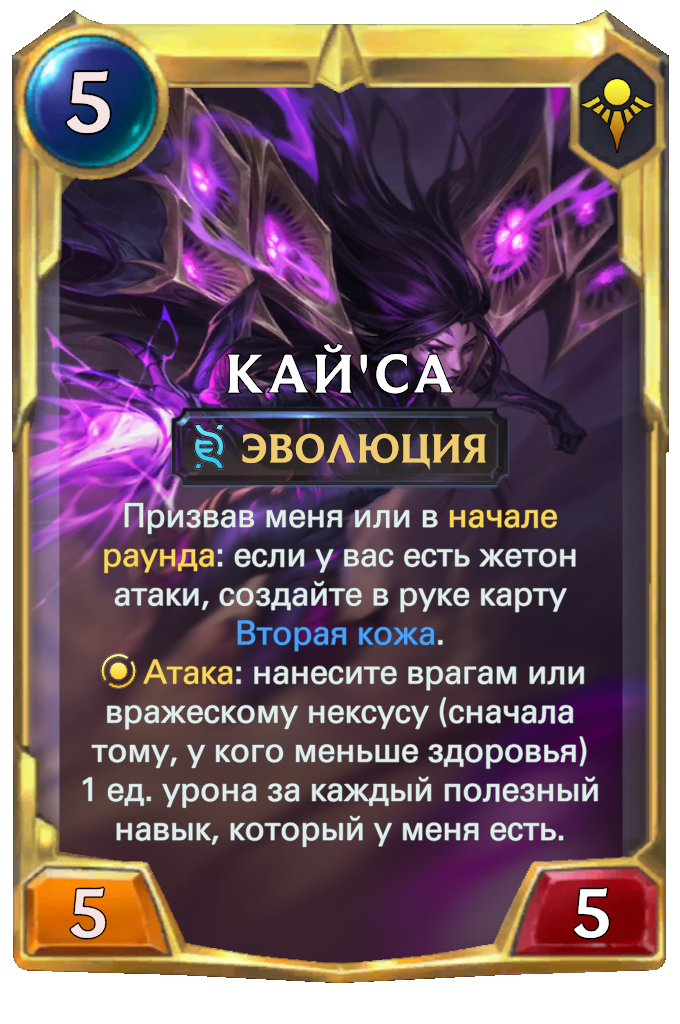 5
КАЙ'СА
ЭВОЛЮЦИЯ
Призвав меня или в начале
раунда: если у вас есть жетон
атаки, создайте в руке карту
Вторая кожа.
Атака: нанесите врагам или
вражескому нексусу (сначала
тому, у кого меньше здоровья)
1 ед. урона за каждый полезный
навык, который у меня есть.
5
5